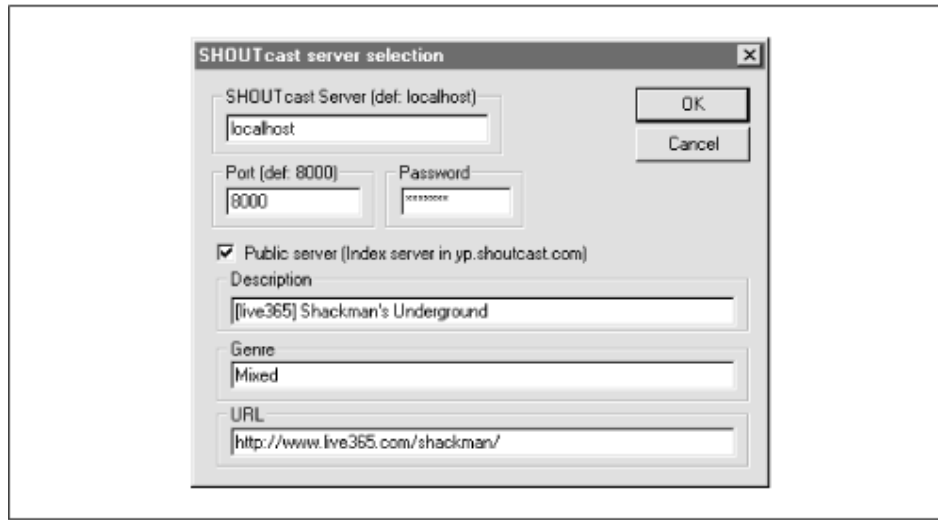 SHOUTcast server selection
SHOUTcast Server (def: localhost)
localhost
OK
Cancel
Port (def: 8000)
Password
8000
********
Public server (Index server in yp.shoutcast.com)
Description
[live365] Shackman's Underground
Genre
Mixed
URL
http://www.live365.com/shackman/